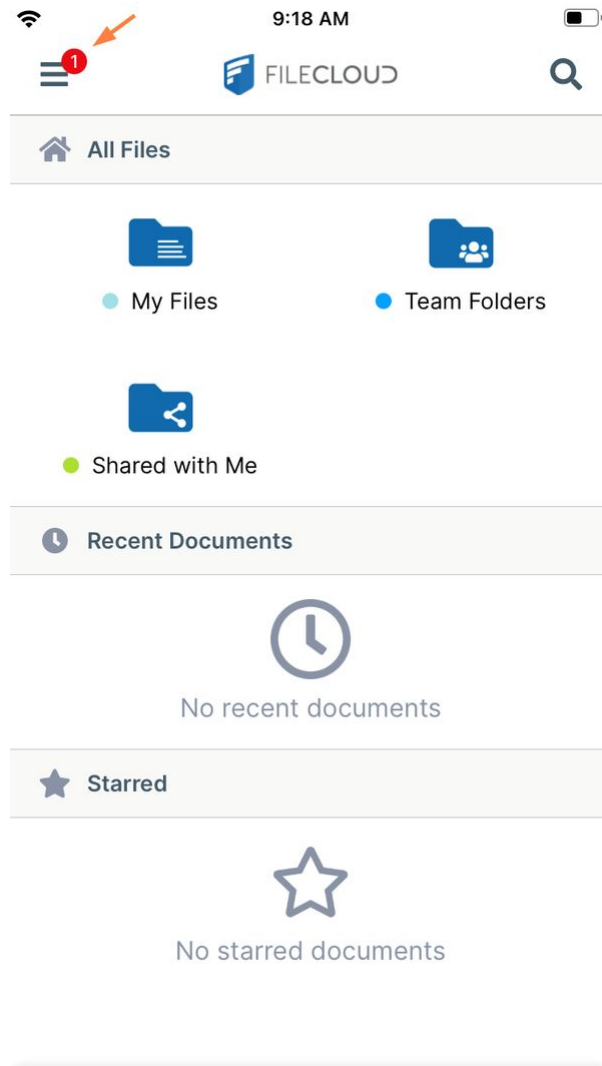 9:18 AM
1
FILECLOUD
All Files
My Files
Team Folders
Shared with Me
Recent Documents
No recent documents
Starred
No starred documents